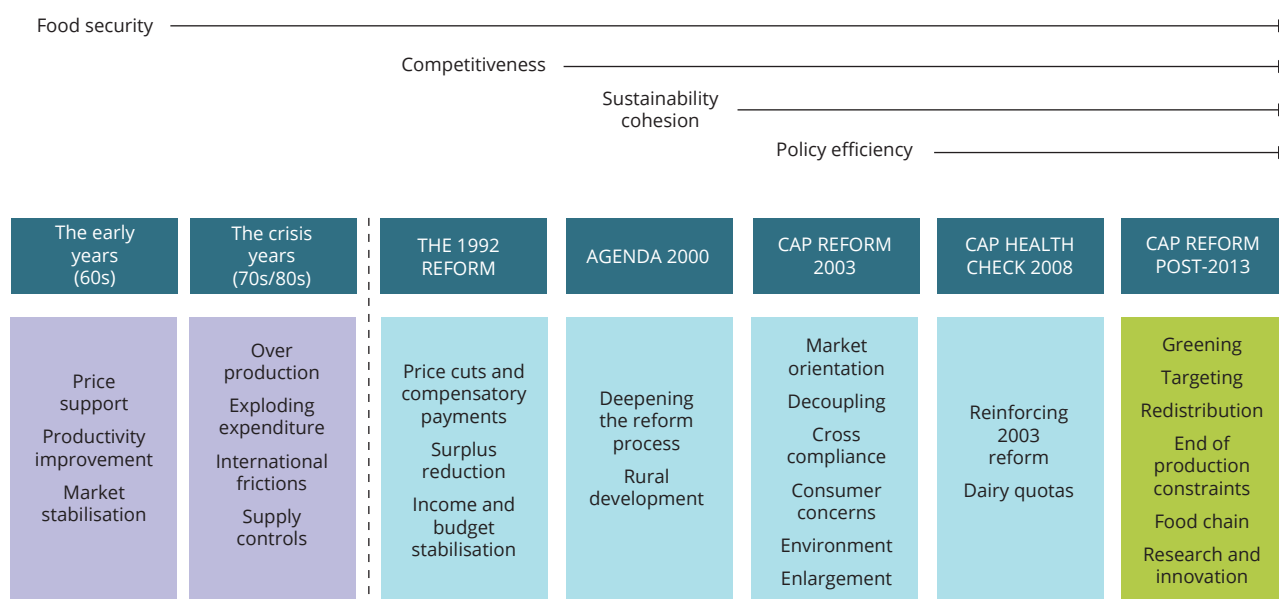 Food security
Competitiveness
Sustainability
cohesion
Policy efficiency
The early
years
(60s)
The crisis
years
(70s/80s)
THE 1992
REFORM
AGENDA 2000
CAP REFORM
2003
CAP HEALTH
CHECK 2008
CAP REFORM
POST-2013
Price
support
Productivity
improvement
Market
stabilisation
Over
production
Exploding
expenditure
International
frictions
Supply
controls
Price cuts and
compensatory
payments
Surplus
reduction
Income and
budget
stabilisation
Deepening
the reform
process
Rural
development
Market
orientation
Decoupling
Cross
compliance
Consumer
concerns
Environment
Enlargement
Reinforcing
2003
reform
Dairy quotas
Greening
Targeting
Redistribution
End of
production
constraints
Food chain
Research and
innovation